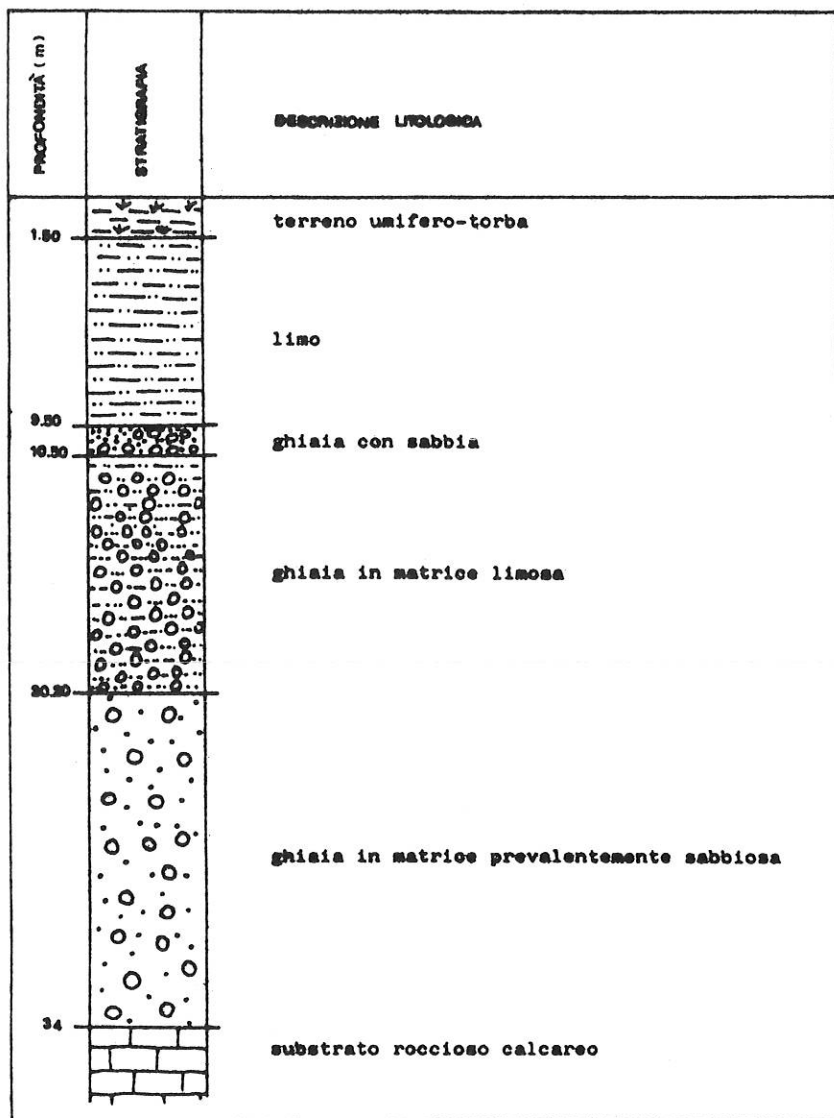 PROFONDITÀ (m)
STRATIGRAFIA
DESCRIZIONE LITOLOGICA
terreno umifero-torba
1.50
limo
9.50
ghiaia con sabbia
10.50
ghiaia in matrice limosa
20.20
ghiaia in matrice prevalentemente sabbiosa
34
substrato roccioso calcareo